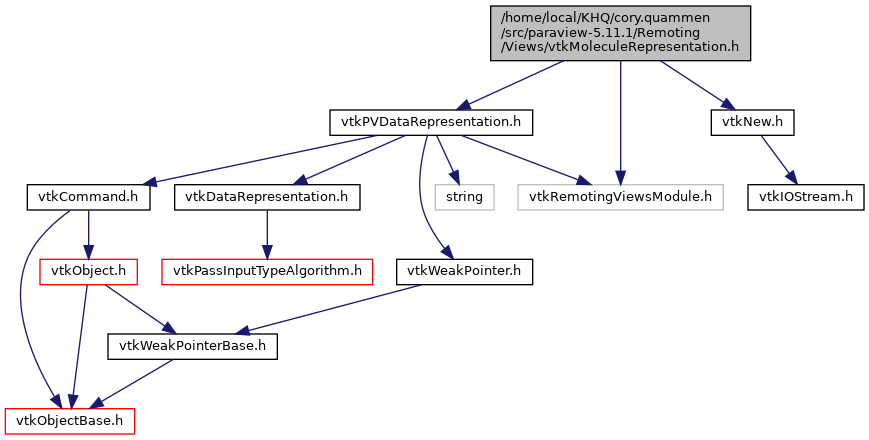 /home/local/KHQ/cory.quammen
/src/paraview-5.11.1/Remoting
/Views/vtkMoleculeRepresentation.h
vtkPVDataRepresentation.h
vtkNew.h
vtkCommand.h
vtkDataRepresentation.h
string
vtkRemotingViewsModule.h
vtkIOStream.h
vtkObject.h
vtkPassInputTypeAlgorithm.h
vtkWeakPointer.h
vtkWeakPointerBase.h
vtkObjectBase.h